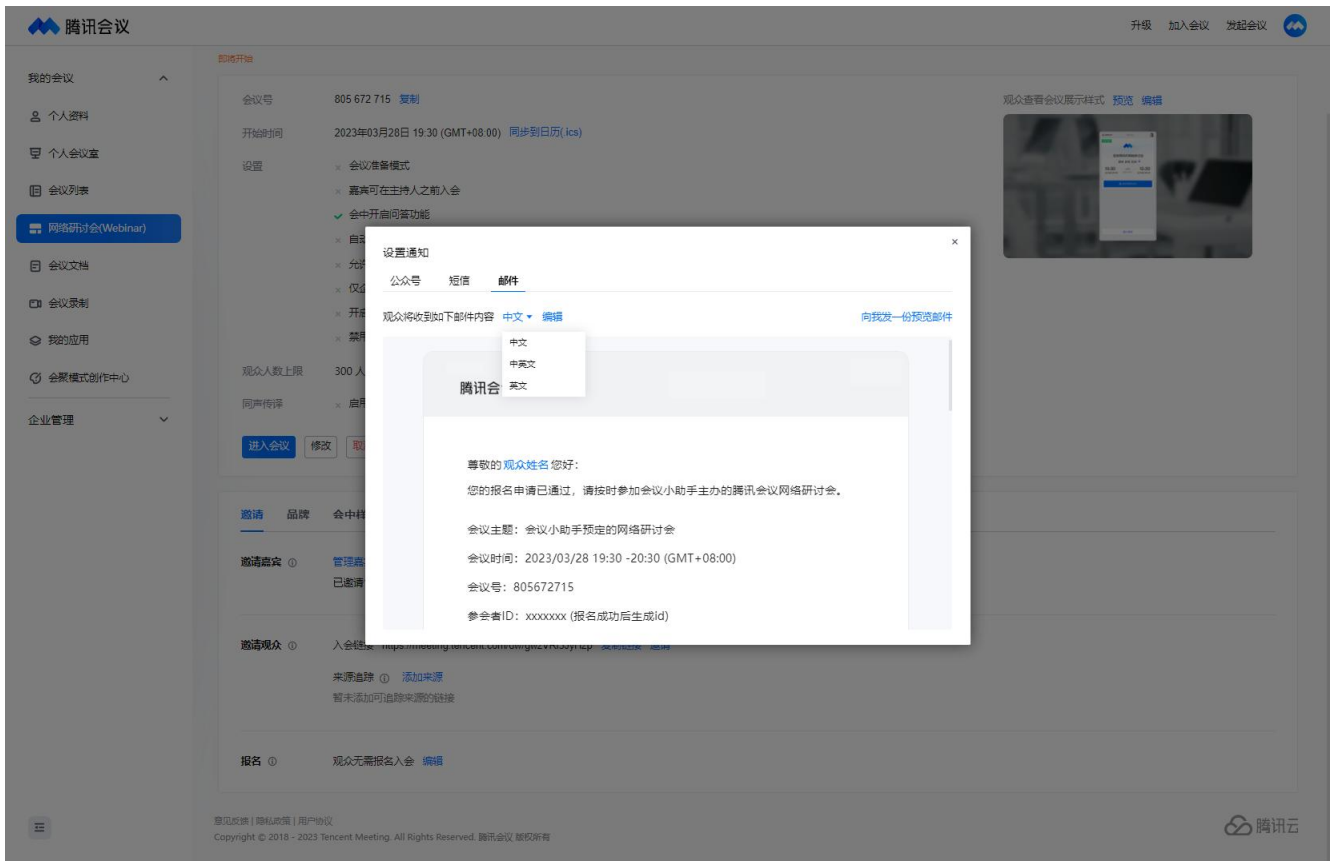 腾讯会议
升级 加入会议 发起会议
我的会议
个人资料
个人会议室
会议列表
网络研讨会(Webinar)
会议文档
会议录制
我的应用
会聚模式创作中心
企业管理
即将开始
会议号 805 672 715 复制
观众查看会议展示样式 预览 编辑
开始时间 2023年03月28日 19:30 (GMT+08:00) 同步到日历(.ics)
设置 会议准备模式
嘉宾可在主持人之前入会
会中开启问答功能
观众人数上限 300 人
同声传译
进入会议 修改
设置通知
公众号 短信 邮件
观众将收到如下邮件内容 中文 编辑 向我发一份预览邮件
中文
中英文
英文
腾讯会
尊敬的 观众姓名 您好:
您的报名申请已通过，请按时参加会议小助手主办的腾讯会议网络研讨会。
会议主题：会议小助手预定的网络研讨会
会议时间：2023/03/28 19:30 -20:30 (GMT+08:00)
会议号：805672715
参会者ID：xxxxxxx (报名成功后生成id)
邀请 品牌 会中样
邀请嘉宾
已邀请
邀请观众 入会链接
来源追踪 添加来源
暂未添加可追踪来源的链接
报名 观众无需报名入会 编辑
意见反馈 | 隐私政策 | 用户协议
Copyright © 2018 - 2023 Tencent Meeting. All Rights Reserved. 腾讯会议 版权所有
腾讯云